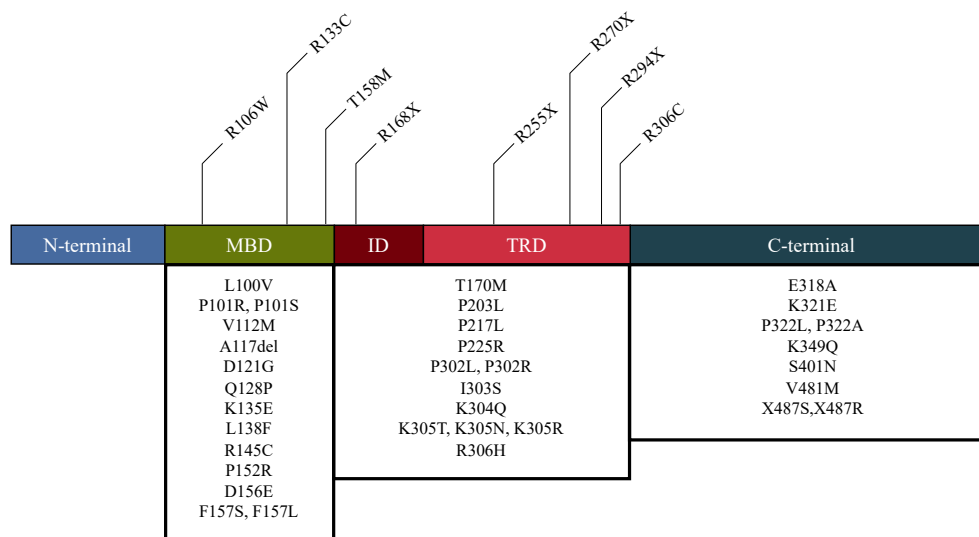 R106W
R133C
T158M
R168X
R255X
R270X
R294X
R306C
N-terminal
MBD
ID
TRD
C-terminal
L100V
P101R, P101S
V112M
A117del
D121G
Q128P
K135E
L138F
R145C
P152R
D156E
F157S, F157L
T170M
P203L
P217L
P225R
P302L, P302R
I303S
K304Q
K305T, K305N, K305R
R306H
E318A
K321E
P322L, P322A
K349Q
S401N
V481M
X487S,X487R